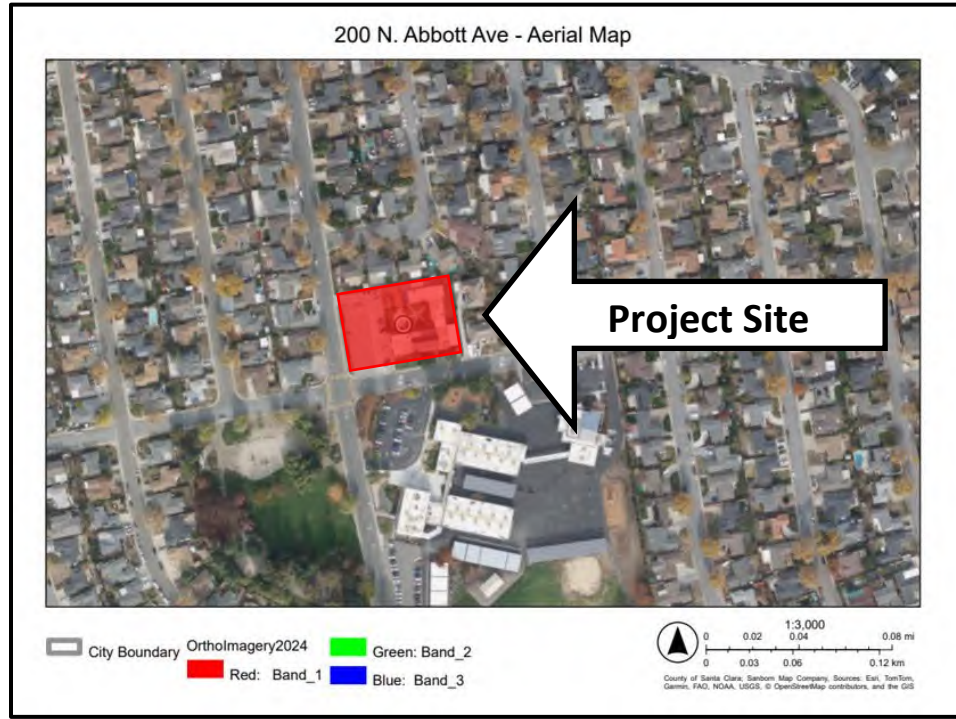 200 N. Abbott Ave - Aerial Map
Project Site
City Boundary
OrthoImagery2024
Red: Band_1
Green: Band_2
Blue: Band_3
1:3,000
0 0.02 0.04 0.08 mi
0 0.03 0.06 0.12 km
County of Santa Clara, Sanborn Map Company, Sources: Esri, TomTom,
Garmin, FAO, NOAA, USGS, © OpenStreetMap contributors, and the GIS